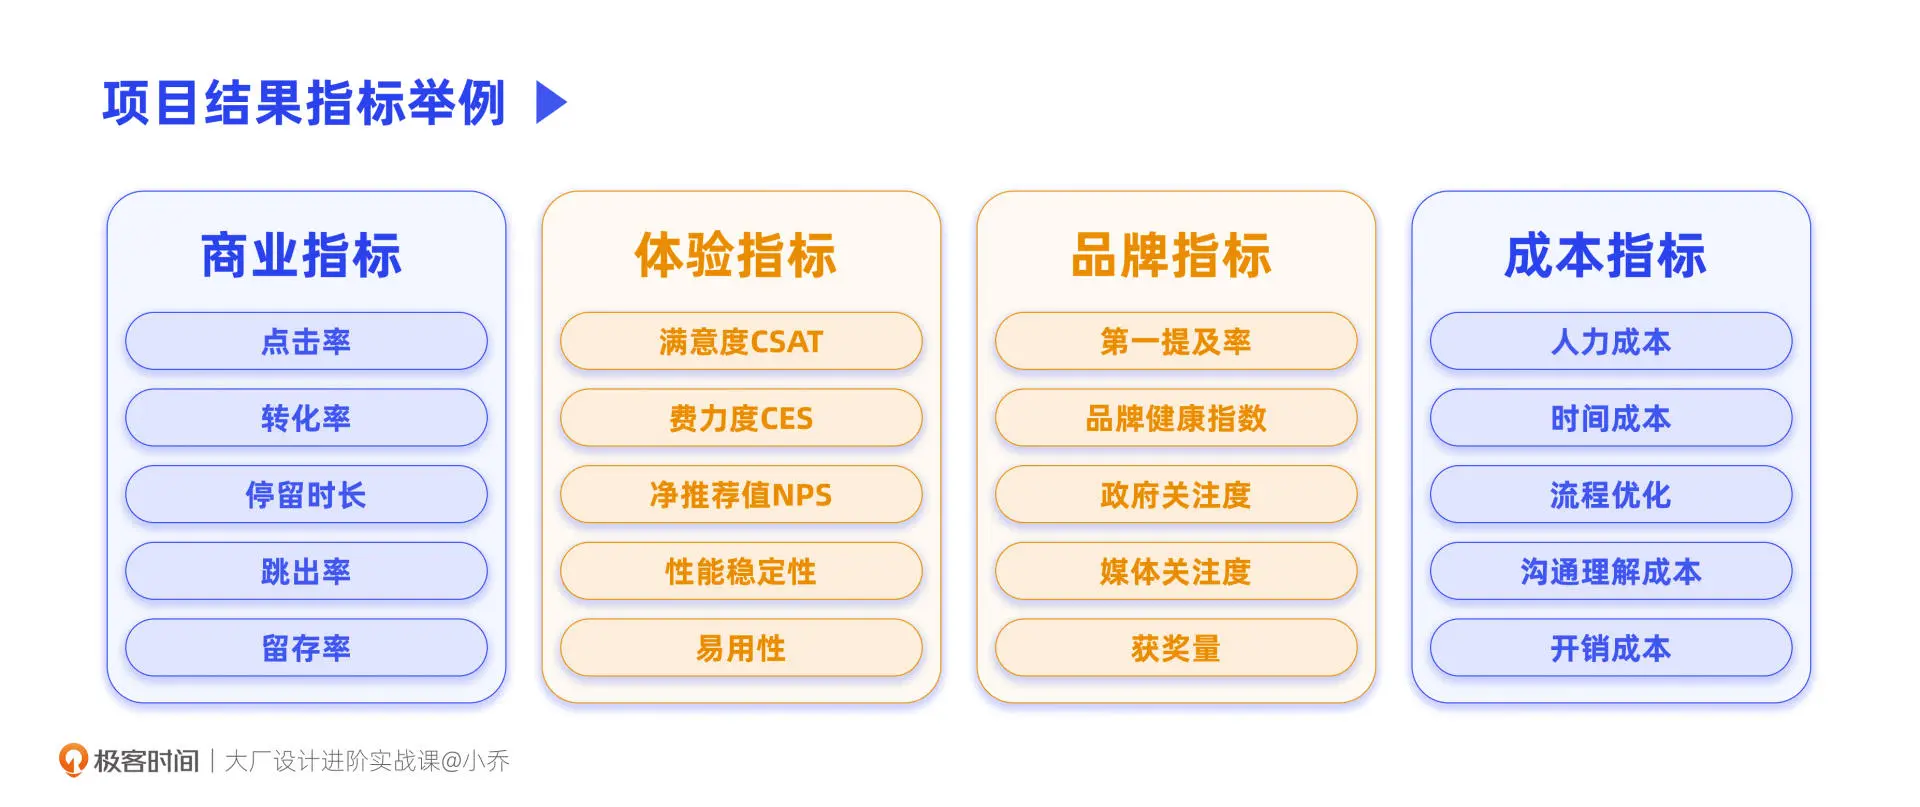 项目结果指标举例
商业指标
点击率
转化率
停留时长
跳出率
留存率
体验指标
满意度CSAT
费力度CES
净推荐值NPS
性能稳定性
易用性
品牌指标
第一提及率
品牌健康指数
政府关注度
媒体关注度
获奖量
成本指标
人力成本
时间成本
流程优化
沟通理解成本
开销成本
极客时间|大厂设计进阶实战课@小乔